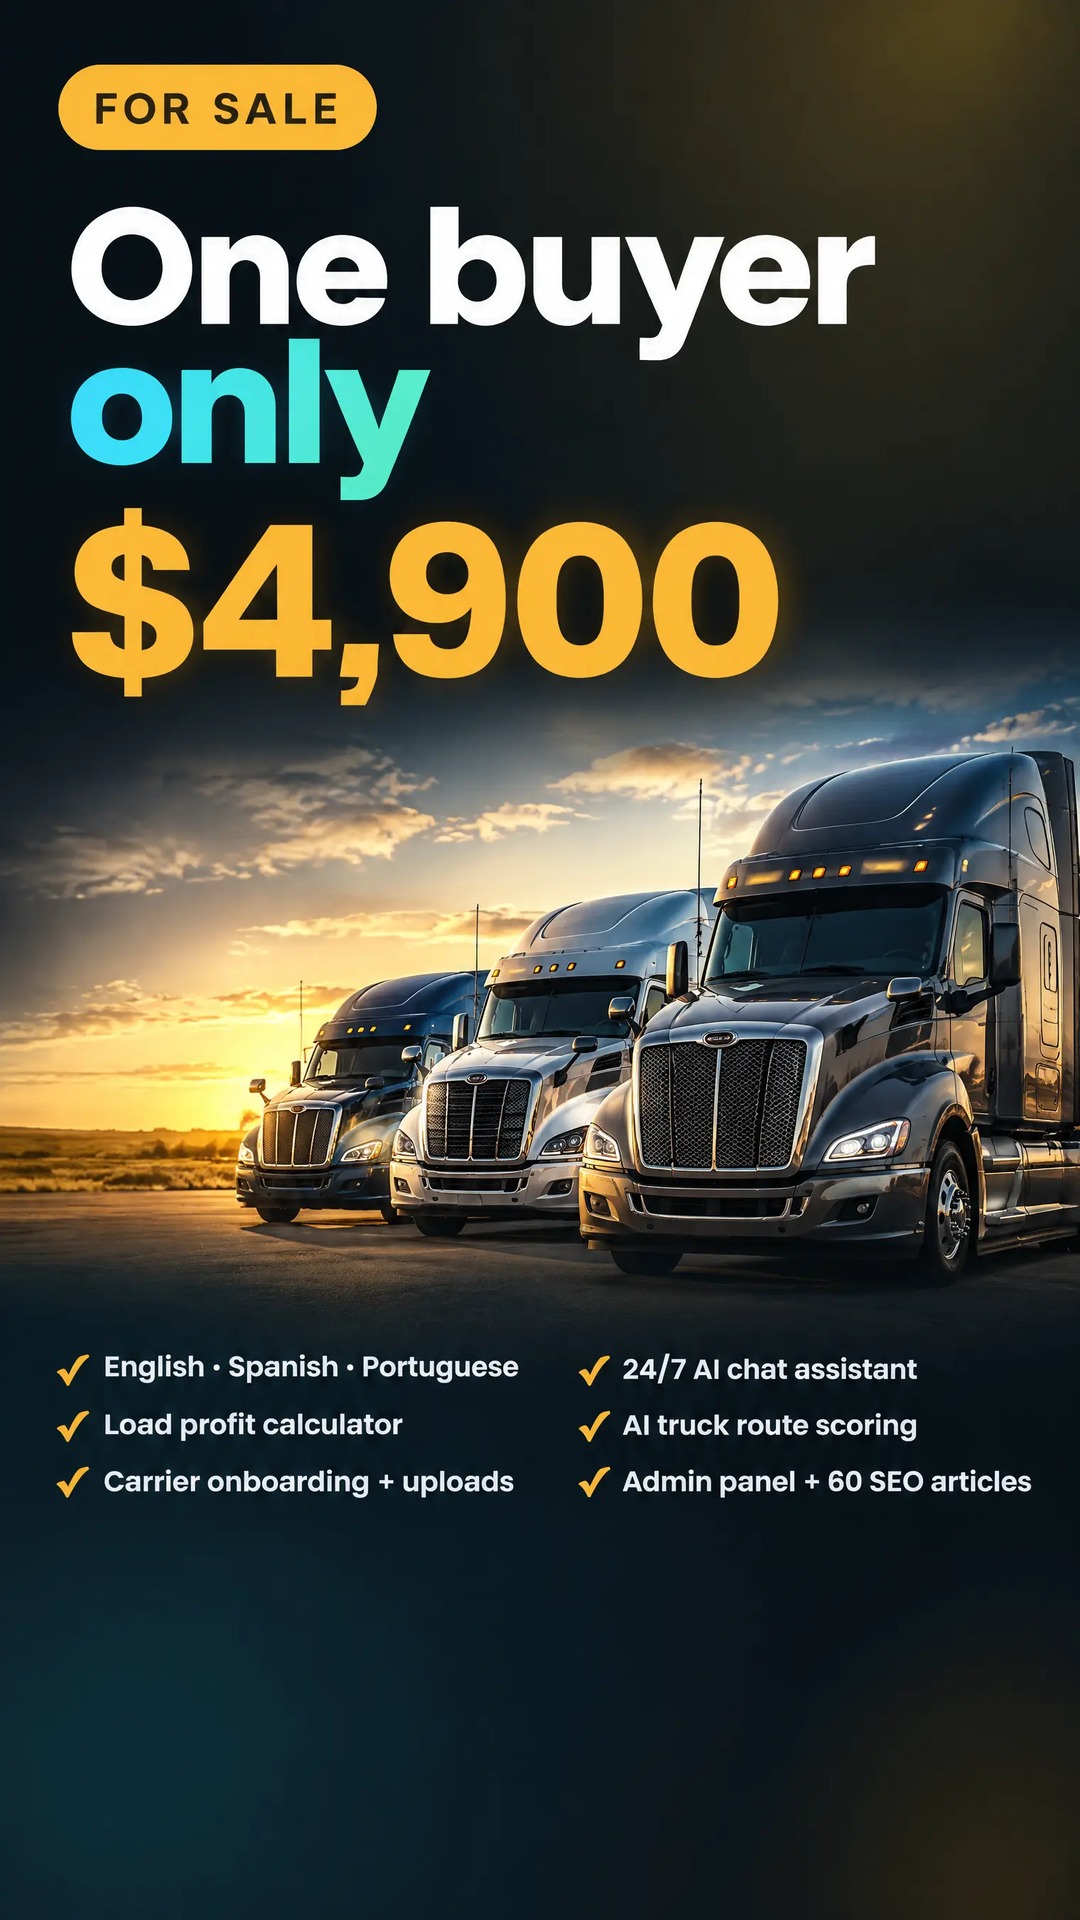 FOR SALE
One buyer
only
$4,900
✓ English · Spanish · Portuguese
✓ Load profit calculator
✓ Carrier onboarding + uploads
✓ 24/7 AI chat assistant
✓ AI truck route scoring
✓ Admin panel + 60 SEO articles